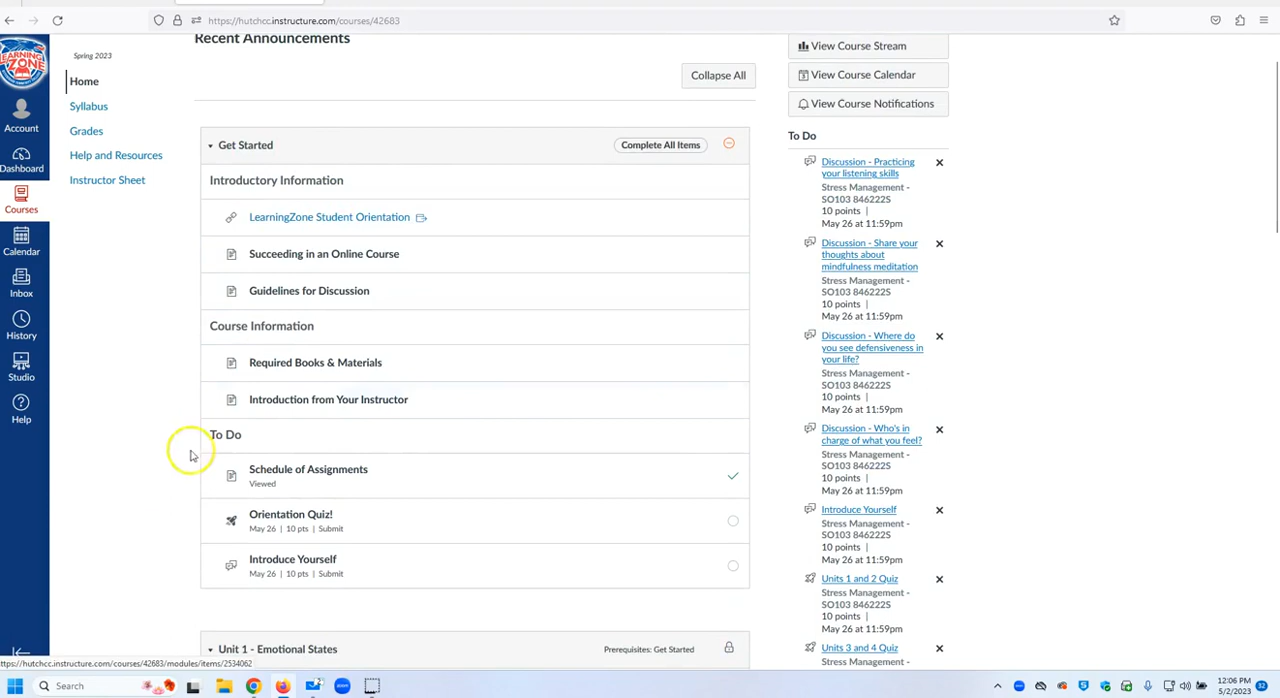 https://hutchcc.instructure.com/courses/42683
LEARNING
ZONE
Account
Dashboard
Courses
Calendar
Inbox
History
Studio
Help
Spring 2023
Home
Syllabus
Grades
Help and Resources
Instructor Sheet
Recent Announcements
Collapse All
Get Started
Complete All Items
Introductory Information
LearningZone Student Orientation
Succeeding in an Online Course
Guidelines for Discussion
Course Information
Required Books & Materials
Introduction from Your Instructor
To Do
Schedule of Assignments
Viewed
Orientation Quiz!
May 26 | 10 pts | Submit
Introduce Yourself
May 26 | 10 pts | Submit
Unit 1 - Emotional States
Prerequisites: Get Started
View Course Stream
View Course Calendar
View Course Notifications
To Do
Discussion - Practicing
your listening skills
Stress Management -
SO103 846222S
10 points |
May 26 at 11:59pm
Discussion - Share your
thoughts about
mindfulness meditation
Stress Management -
SO103 846222S
10 points |
May 26 at 11:59pm
Discussion - Where do
you see defensiveness in
your life?
Stress Management -
SO103 846222S
10 points |
May 26 at 11:59pm
Discussion - Who's in
charge of what you feel?
Stress Management -
SO103 846222S
10 points |
May 26 at 11:59pm
Introduce Yourself
Stress Management -
SO103 846222S
10 points |
May 26 at 11:59pm
Units 1 and 2 Quiz
Stress Management -
SO103 846222S
10 points |
May 26 at 11:59pm
Units 3 and 4 Quiz
Stress Management -
ttps://hutchcc.instructure.com/courses/42683/modules/items/2534062
Search
12:06 PM
5/2/2023